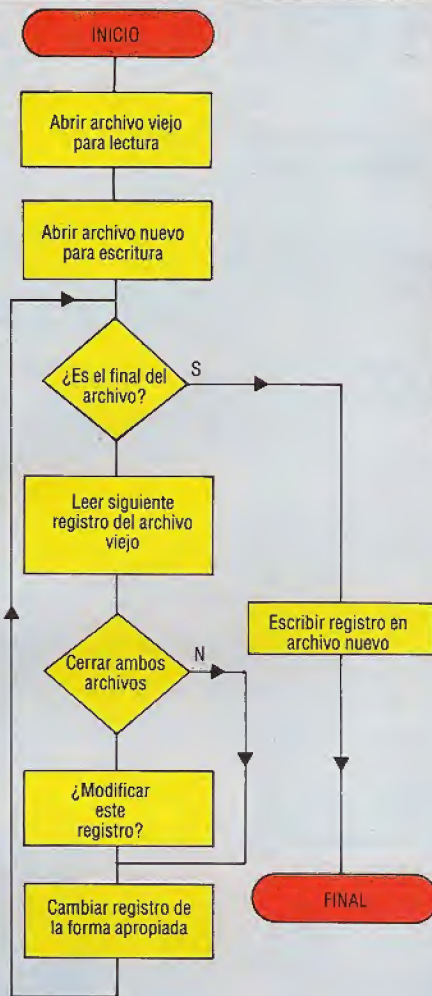 INICIO
Abrir archivo viejo
para lectura
Abrir archivo nuevo
para escritura
¿Es el final del
archivo?
S
Leer siguiente
registro del archivo
viejo
Cerrar ambos
archivos
N
Escribir registro en
archivo nuevo
¿Modificar
este
registro?
Cambiar registro de
la forma apropiada
FINAL